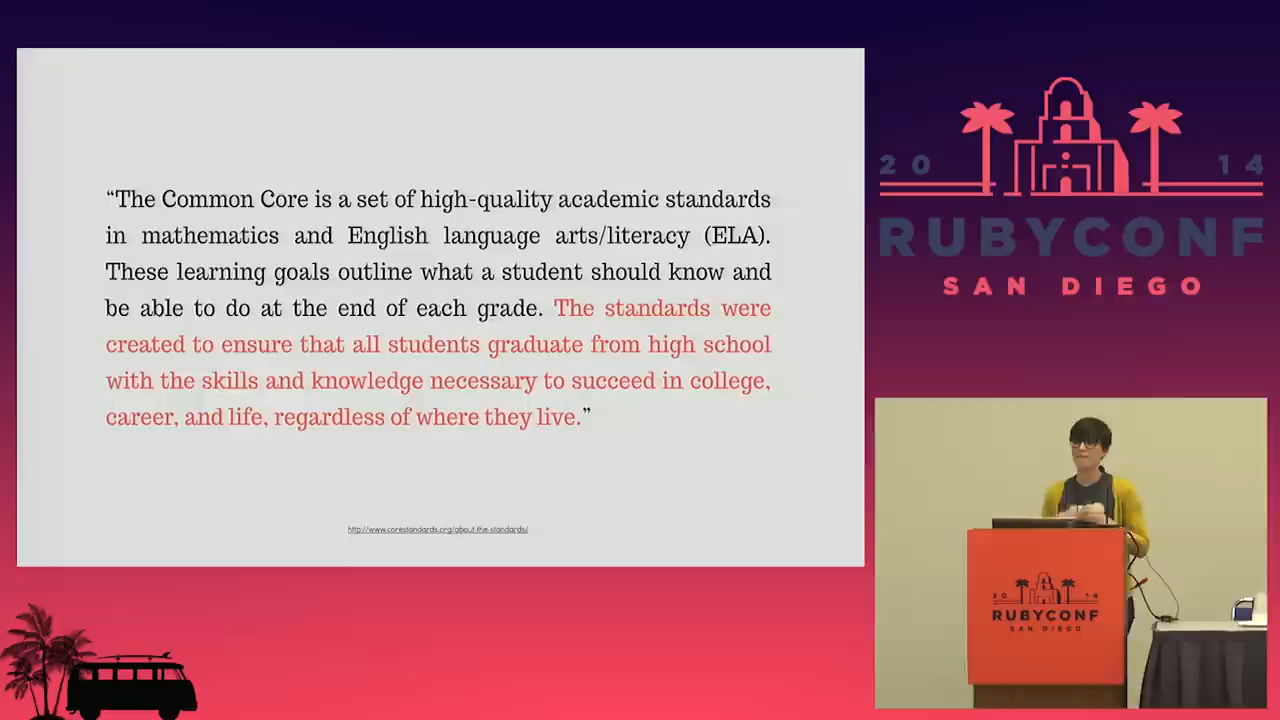 “The Common Core is a set of high-quality academic standards
in mathematics and English language arts/literacy (ELA).
These learning goals outline what a student should know and
be able to do at the end of each grade. The standards were
created to ensure that all students graduate from high school
with the skills and knowledge necessary to succeed in college,
career, and life, regardless of where they live.”
http://www.corestandards.org/about-the-standards/
20 14
RUBYCONF
SAN DIEGO
20 14
RUBYCONF
SAN DIEGO